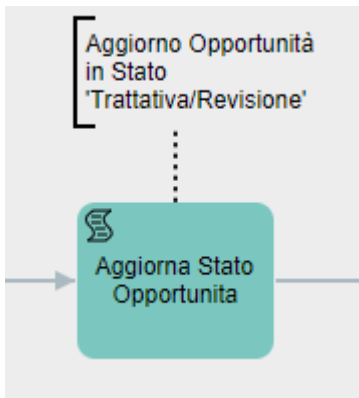 Aggiorno Opportunità
in Stato
'Trattativa/Revisione'
Aggiorna Stato
Opportunita